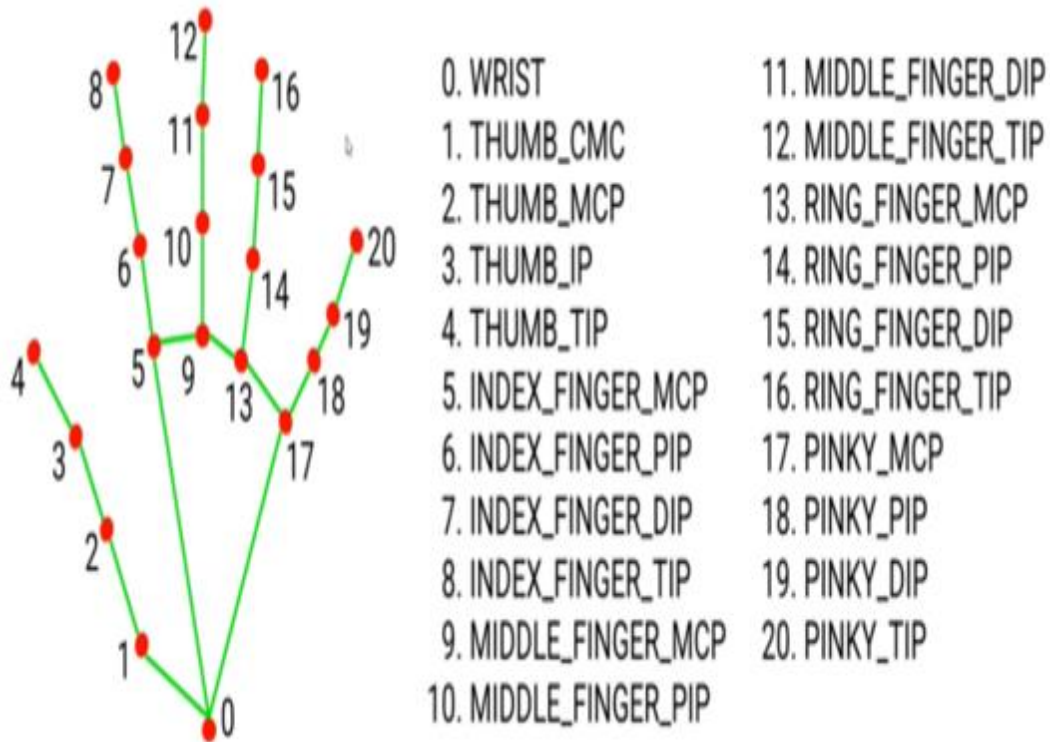 12
8
16
11
7
15
10
6
20
14
19
5
9
4
13
18
3
17
2
1
0
0. WRIST
1. THUMB_CMC
2. THUMB_MCP
3. THUMB_IP
4. THUMB_TIP
5. INDEX_FINGER_MCP
6. INDEX_FINGER_PIP
7. INDEX_FINGER_DIP
8. INDEX_FINGER_TIP
9. MIDDLE_FINGER_MCP
10. MIDDLE_FINGER_PIP
11. MIDDLE_FINGER_DIP
12. MIDDLE_FINGER_TIP
13. RING_FINGER_MCP
14. RING_FINGER_PIP
15. RING_FINGER_DIP
16. RING_FINGER_TIP
17. PINKY_MCP
18. PINKY_PIP
19. PINKY_DIP
20. PINKY_TIP